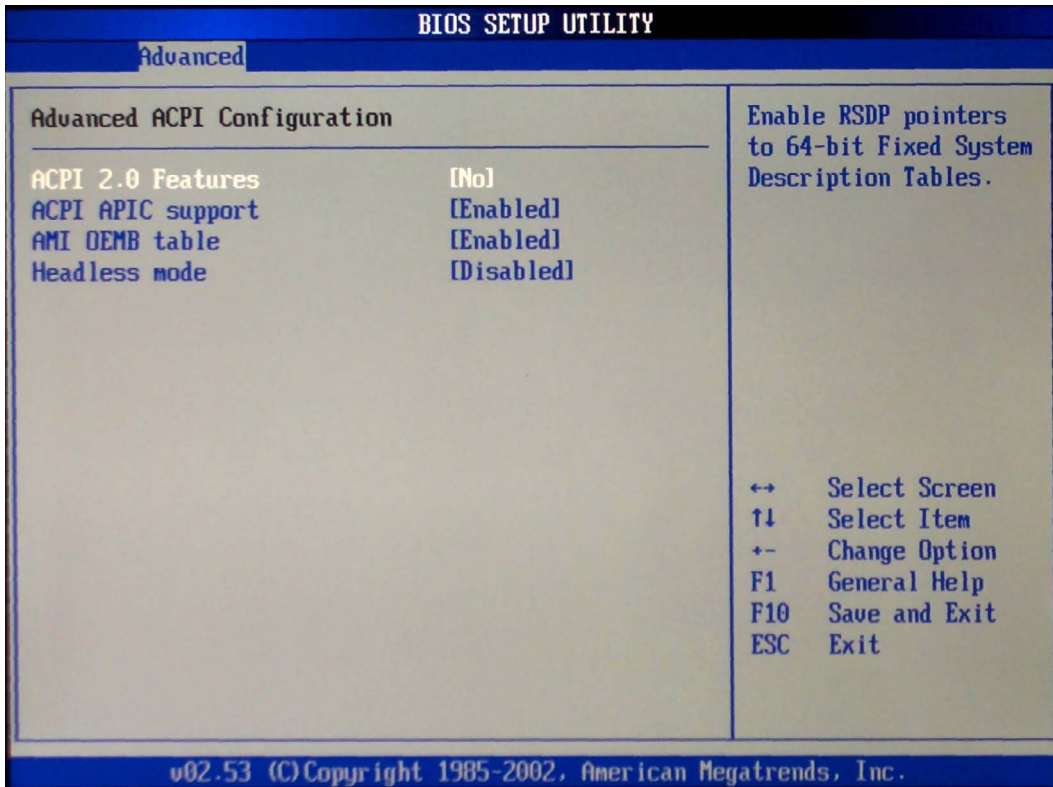 BIOS SETUP UTILITY
Advanced
Advanced ACPI Configuration
ACPI 2.0 Features [No]
ACPI APIC support [Enabled]
AMI OEMB table [Enabled]
Headless mode [Disabled]
Enable RSDP pointers
to 64-bit Fixed System
Description Tables.
↔ Select Screen
↑↓ Select Item
+- Change Option
F1 General Help
F10 Save and Exit
ESC Exit
v02.53 (C)Copyright 1985-2002, American Megatrends, Inc.